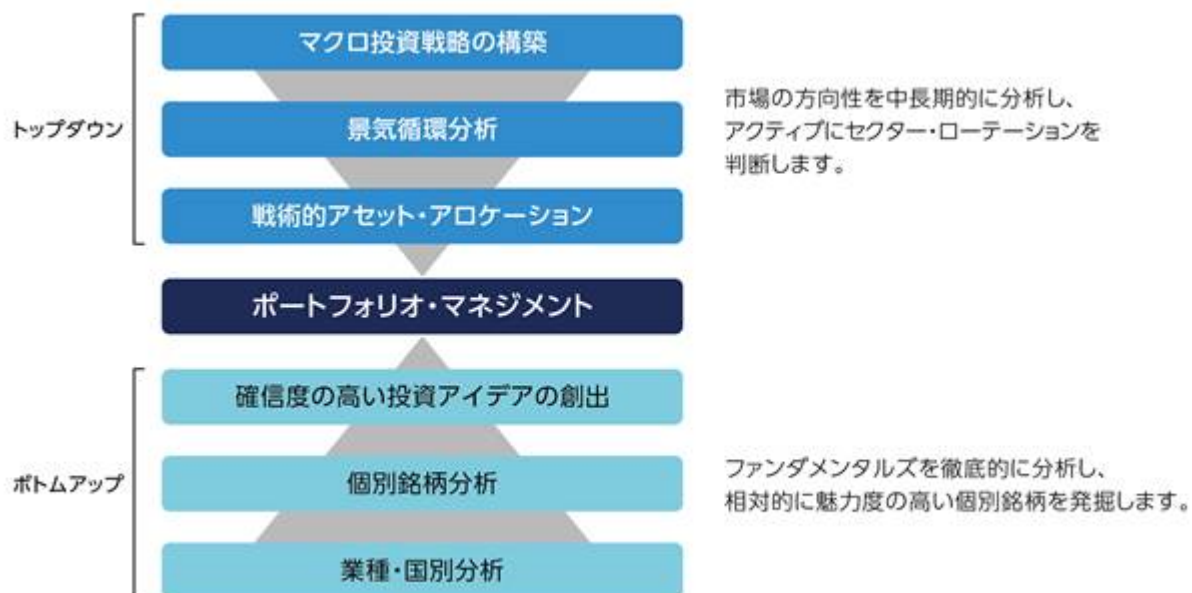 マクロ投資戦略の構築
トップダウン
景気循環分析
戦術的アセット・アロケーション
市場の方向性を中長期的に分析し、
アクティブにセクター・ローテーションを
判断します。
ポートフォリオ・マネジメント
確信度の高い投資アイデアの創出
ボトムアップ
個別銘柄分析
業種・国別分析
ファンダメンタルズを徹底的に分析し、
相対的に魅力度の高い個別銘柄を発掘します。